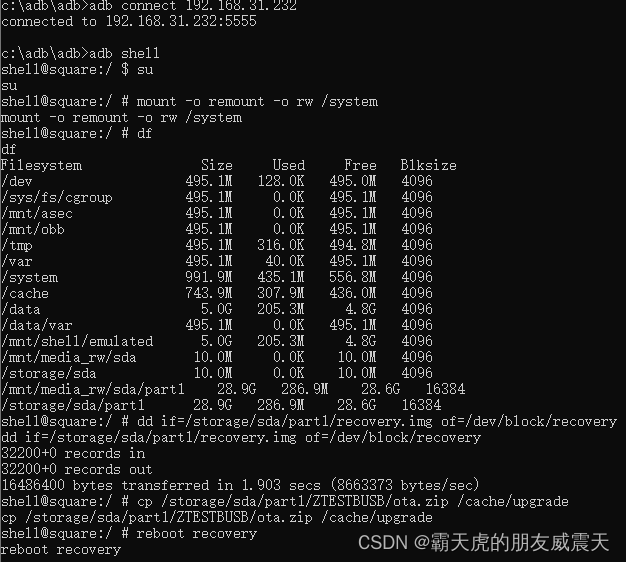 c:\adb\adb>adb connect 192.168.31.232
connected to 192.168.31.232:5555
c:\adb\adb>adb shell
shell@square:/ $ su
su
shell@square:/ # mount -o remount -o rw /system
mount -o remount -o rw /system
shell@square:/ # df
df
Filesystem Size Used Free Blksize
/dev 495.1M 128.0K 495.0M 4096
/sys/fs/cgroup 495.1M 0.0K 495.1M 4096
/mnt/asec 495.1M 0.0K 495.1M 4096
/mnt/obb 495.1M 0.0K 495.1M 4096
/tmp 495.1M 316.0K 494.8M 4096
/var 495.1M 40.0K 495.1M 4096
/system 991.9M 435.1M 556.8M 4096
/cache 743.9M 307.9M 436.0M 4096
/data 5.0G 205.3M 4.8G 4096
/data/var 495.1M 0.0K 495.1M 4096
/mnt/shell/emulated 5.0G 205.3M 4.8G 4096
/mnt/media_rw/sda 10.0M 0.0K 10.0M 4096
/storage/sda 10.0M 0.0K 10.0M 4096
/mnt/media_rw/sda/part1 28.9G 286.9M 28.6G 16384
/storage/sda/part1 28.9G 286.9M 28.6G 16384
shell@square:/ # dd if=/storage/sda/part1/recovery.img of=/dev/block/recovery
dd if=/storage/sda/part1/recovery.img of=/dev/block/recovery
32200+0 records in
32200+0 records out
16486400 bytes transferred in 1.903 secs (8663373 bytes/sec)
shell@square:/ # cp /storage/sda/part1/ZTESTBUSB/ota.zip /cache/upgrade
cp /storage/sda/part1/ZTESTBUSB/ota.zip /cache/upgrade
shell@square:/ # reboot recovery
reboot recovery
CSDN @霸天虎的朋友威震天